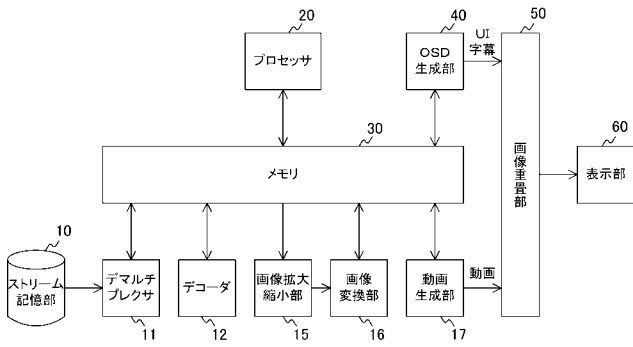 20
プロセッサ
40
OSD
生成部
UI
字幕
50
画像重畳部
60
表示部
30
メモリ
10
ストリーム
記憶部
デマルチ
プレクサ
11
デコーダ
12
画像拡大
縮小部
15
画像
変換部
16
動画
生成部
17
動画